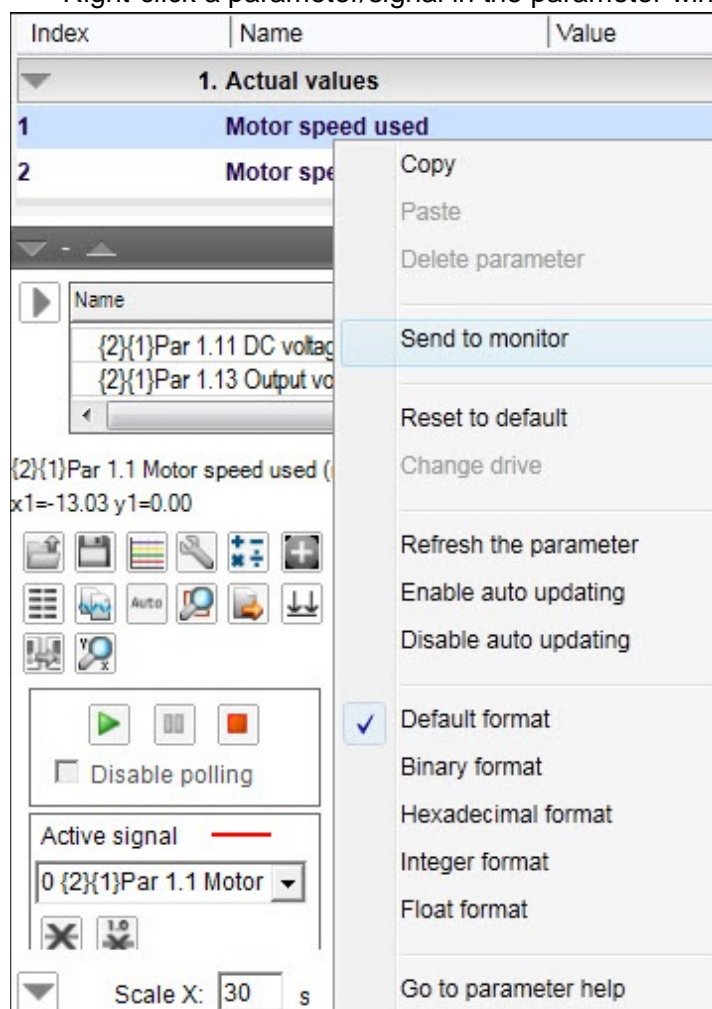 Right-click a parameter/signal in the parameter
Index Name Value
1. Actual values
1 Motor speed used
2 Motor spe
Copy
Paste
Delete parameter
Send to monitor
Reset to default
Change drive
Refresh the parameter
Enable auto updating
Disable auto updating
Default format
Binary format
Hexadecimal format
Integer format
Float format
Go to parameter help
Name
{2}{1}Par 1.11 DC voltag
{2}{1}Par 1.13 Output vo
{2}{1}Par 1.1 Motor speed used (
x1=-13.03 y1=0.00
Auto
Y
x
Disable polling
Active signal
0 {2}{1}Par 1.1 Motor
1.0
Scale X: 30 s